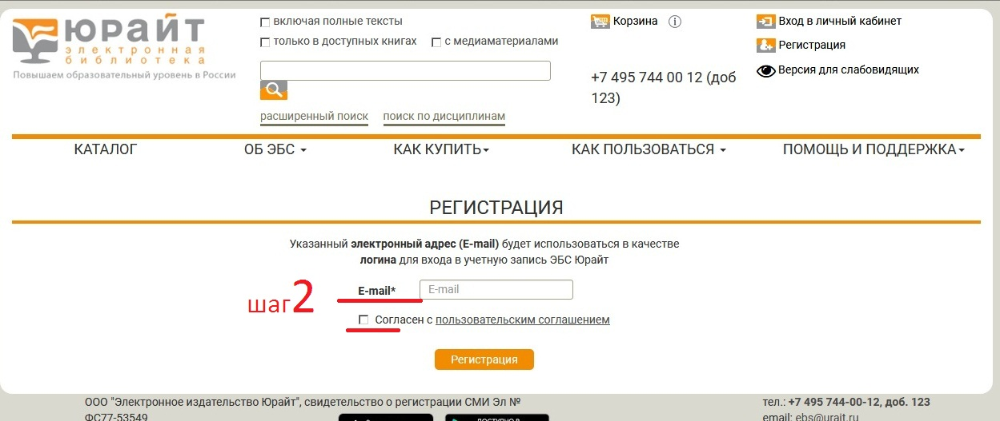 юрайт
электронная
библиотека
Повышаем образовательный уровень в России
включая полные тексты
только в доступных книгах с медиаматериалами
расширенный поиск поиск по дисциплинам
Корзина i
+7 495 744 00 12 (доб
123)
Вход в личный кабинет
Регистрация
Версия для слабовидящих
КАТАЛОГ ОБ ЭБС КАК КУПИТЬ КАК ПОЛЬЗОВАТЬСЯ ПОМОЩЬ И ПОДДЕРЖКА
РЕГИСТРАЦИЯ
Указанный электронный адрес (E-mail) будет использоваться в качестве
логина для входа в учетную запись ЭБС Юрайт
шаг2
E-mail* E-mail
Согласен с пользовательским соглашением
Регистрация
ООО "Электронное издательство Юрайт", свидетельство о регистрации СМИ Эл №
ФС77-53549
ДОСТУПНО В
тел.: +7 495 744-00-12, доб. 123
email: ebs@urait.ru